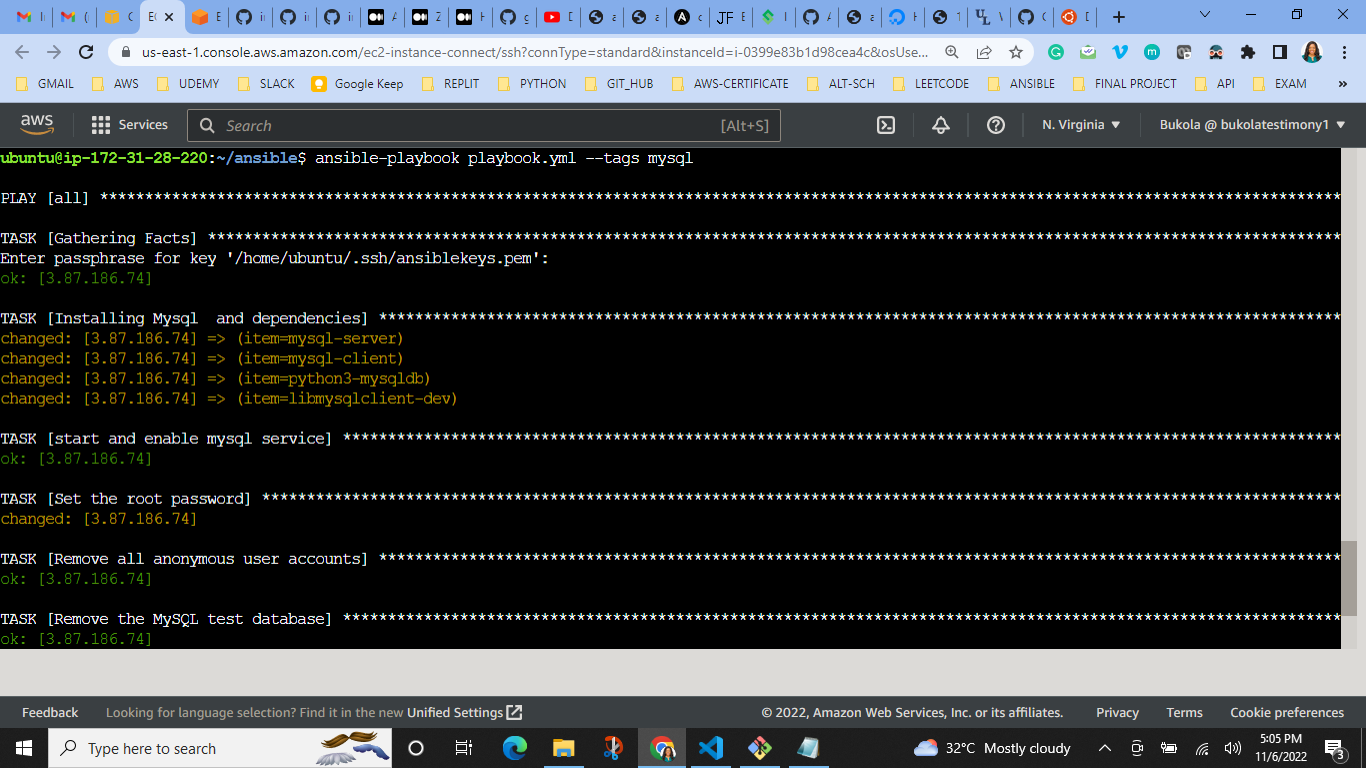 us-east-1.console.aws.amazon.com/ec2-instance-connect/ssh?connType=standard&instanceId=i-0399e83b1d98cea4c&osUse...
GMAIL AWS UDEMY SLACK Google Keep REPLIT PYTHON GIT_HUB AWS-CERTIFICATE ALT-SCH LEETCODE ANSIBLE FINAL PROJECT API EXAM »
aws Services Search [Alt+S] N. Virginia Bukola @ bukolatestimony1
ubuntu@ip-172-31-28-220:~/ansible$ ansible-playbook playbook.yml --tags mysql
PLAY [all]
TASK [Gathering Facts]
Enter passphrase for key '/home/ubuntu/.ssh/ansiblekeys.pem':
ok: [3.87.186.74]
TASK [Installing Mysql  and dependencies]
changed: [3.87.186.74] => (item=mysql-server)
changed: [3.87.186.74] => (item=mysql-client)
changed: [3.87.186.74] => (item=python3-mysqldb)
changed: [3.87.186.74] => (item=libmysqlclient-dev)
TASK [start and enable mysql service]
ok: [3.87.186.74]
TASK [Set the root password]
changed: [3.87.186.74]
TASK [Remove all anonymous user accounts]
ok: [3.87.186.74]
TASK [Remove the MySQL test database]
ok: [3.87.186.74]
Feedback Looking for language selection? Find it in the new Unified Settings © 2022, Amazon Web Services, Inc. or its affiliates. Privacy Terms Cookie preferences
Type here to search 32°C Mostly cloudy 5:05 PM
11/6/2022 3